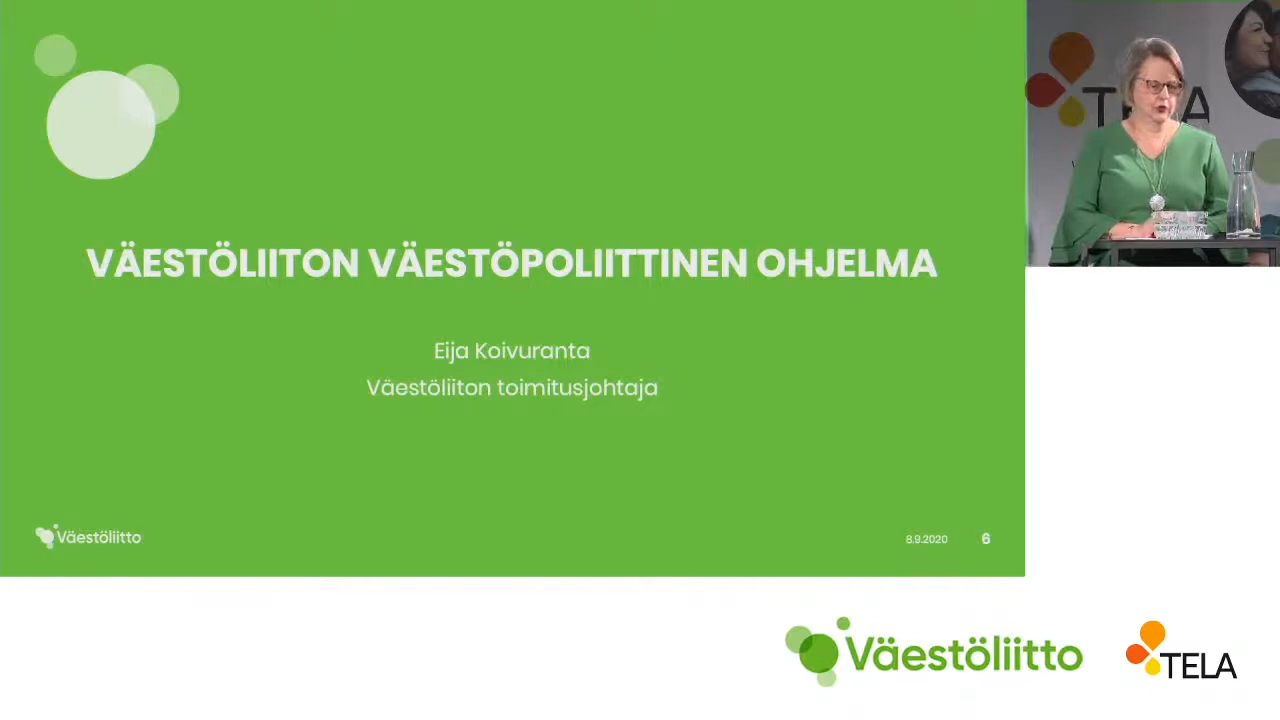 VÄESTÖLIITON VÄESTÖPOLIITTINEN OHJELMA
Eija Koivuranta
Väestöliiton toimitusjohtaja
Väestöliitto
8.9.2020
6
Väestöliitto
TELA